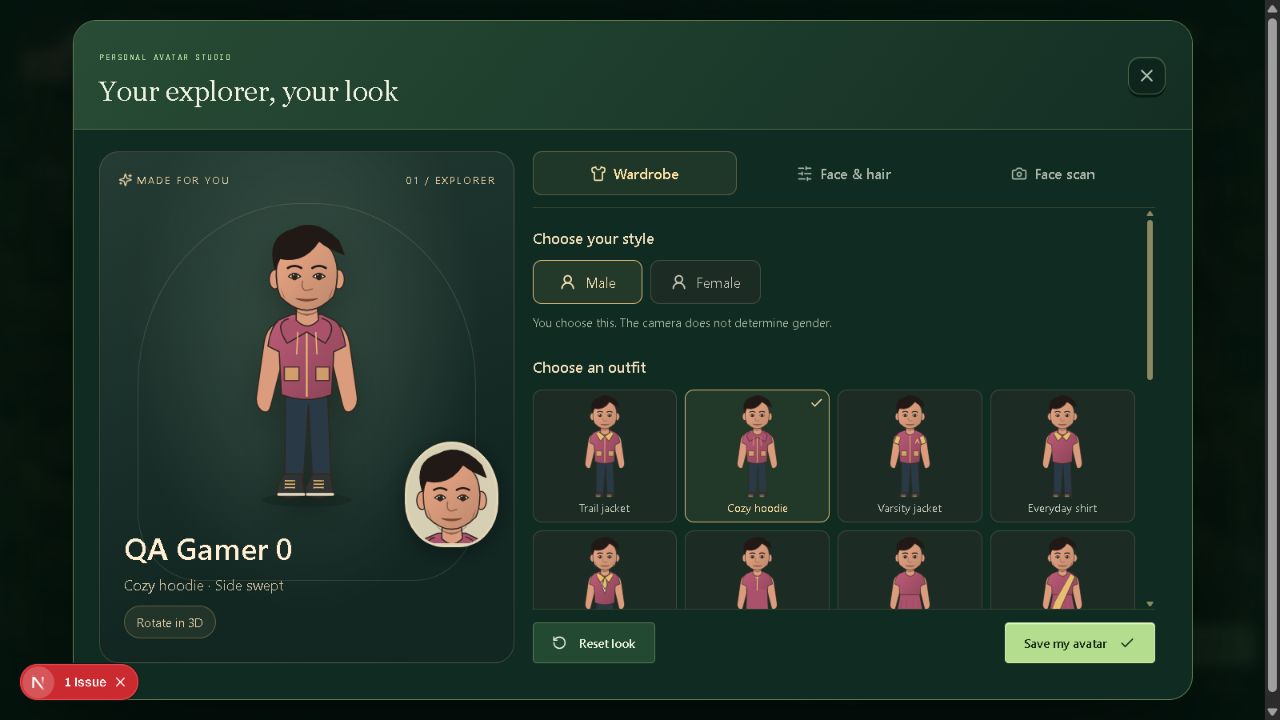 PERSONAL AVATAR STUDIO
Your explorer, your look
MADE FOR YOU
01 / EXPLORER
QA Gamer 0
Cozy hoodie · Side swept
Rotate in 3D
Wardrobe
Face & hair
Face scan
Choose your style
Male
Female
You choose this. The camera does not determine gender.
Choose an outfit
Trail jacket
Cozy hoodie
Varsity jacket
Everyday shirt
Reset look
Save my avatar
N
1 Issue